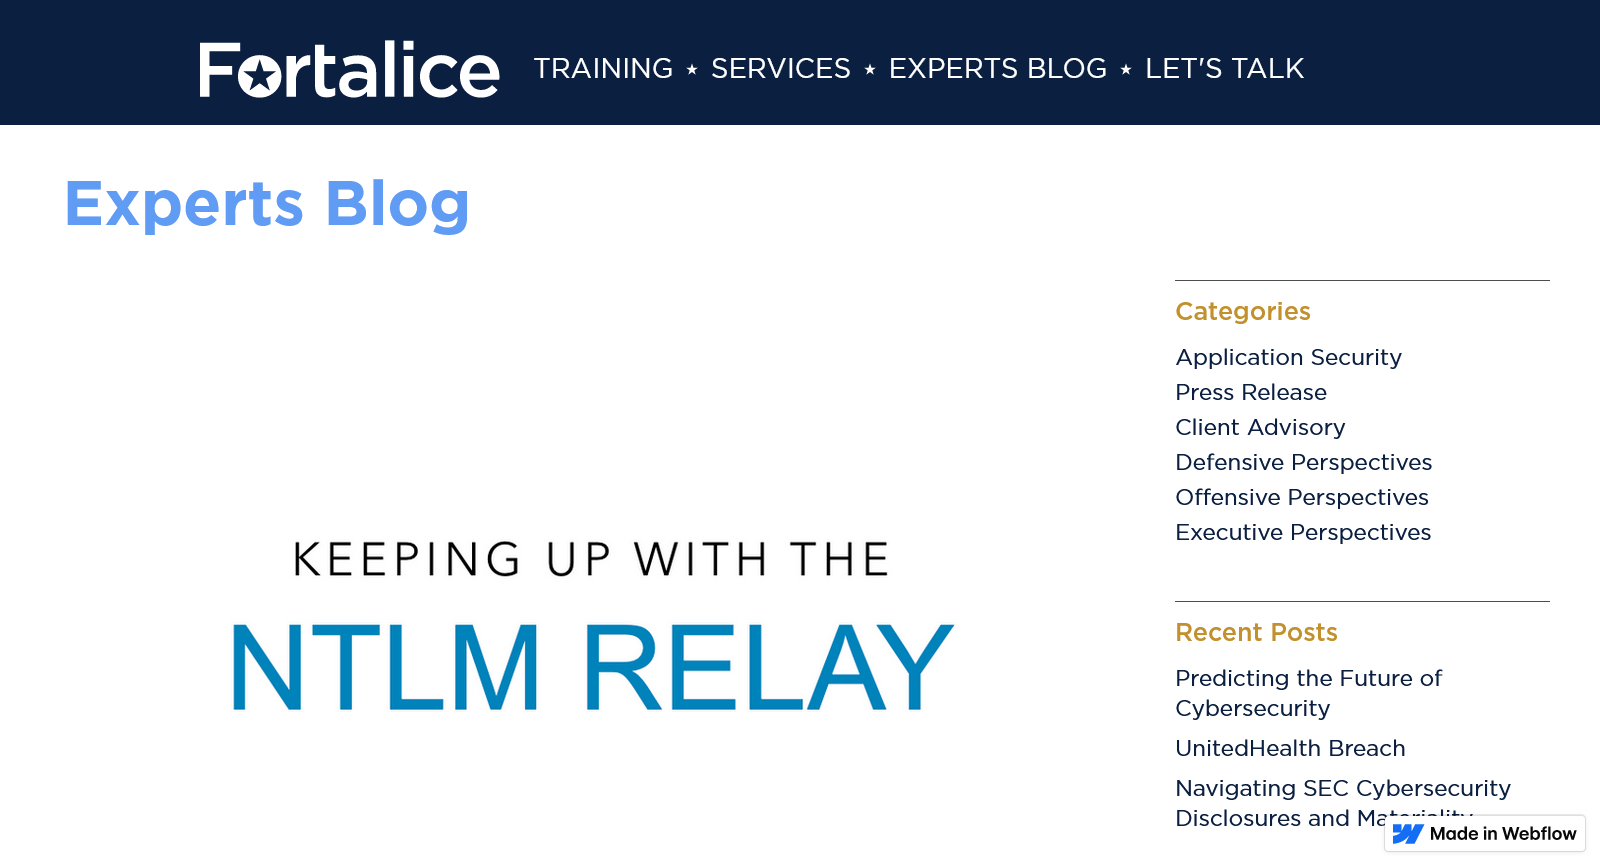 Fortalice
TRAINING ★ SERVICES ★ EXPERTS BLOG ★ LET'S TALK
Experts Blog
KEEPING UP WITH THE
NTLM RELAY
Categories
Application Security
Press Release
Client Advisory
Defensive Perspectives
Offensive Perspectives
Executive Perspectives
Recent Posts
Predicting the Future of
Cybersecurity
UnitedHealth Breach
Navigating SEC Cybersecurity
Disclosures and Materiality
Made in Webflow